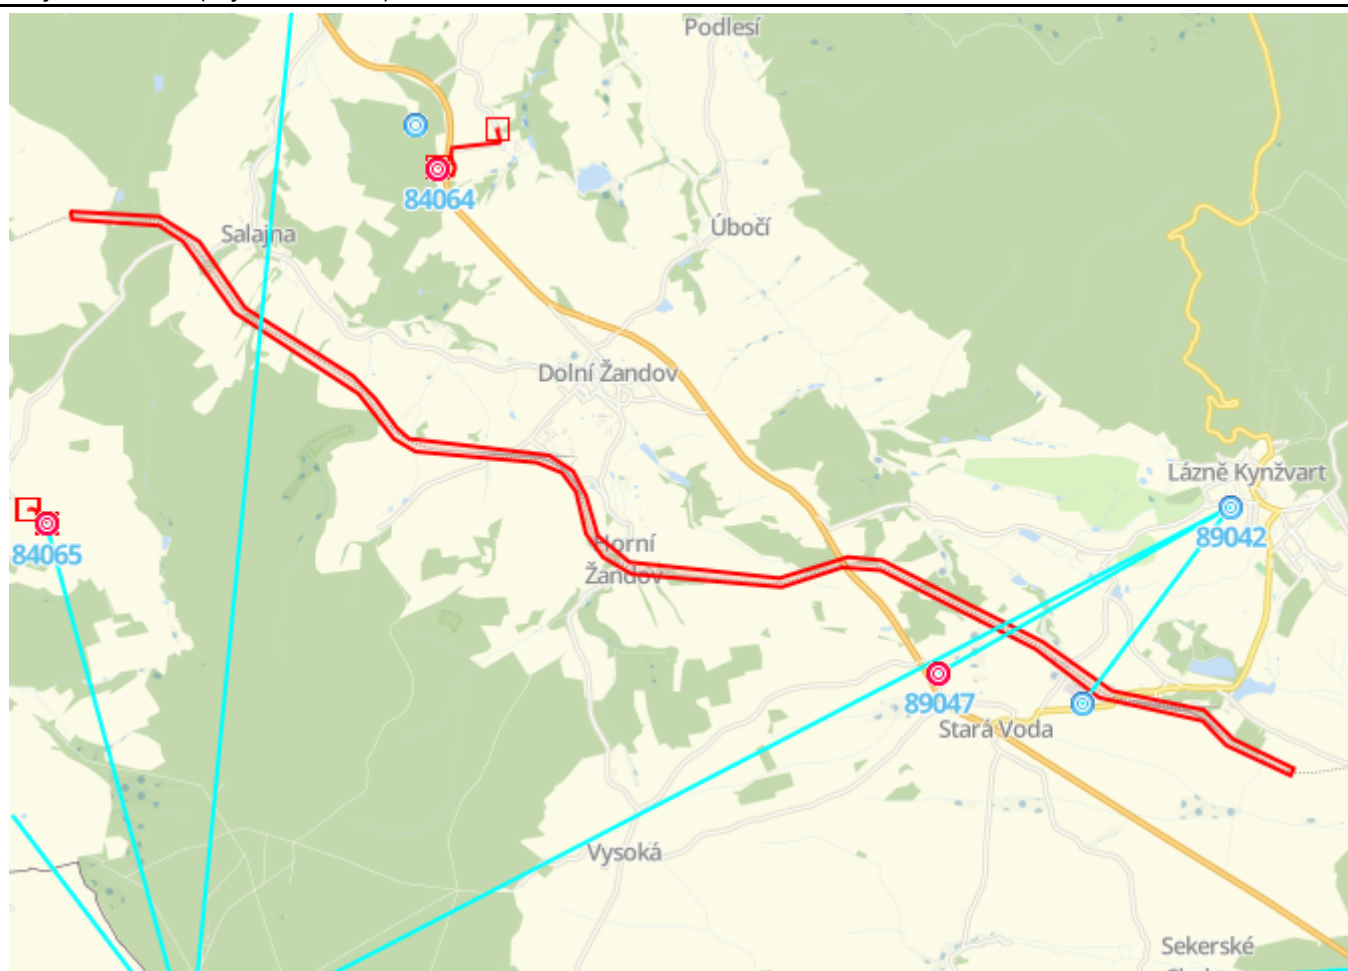 Podlesí
84064
Salajna
Úbočí
Dolní Žandov
Lázně Kynžvart
89042
84065
Horní
Žandov
89047
Stará Voda
Vysoká
Sekerské